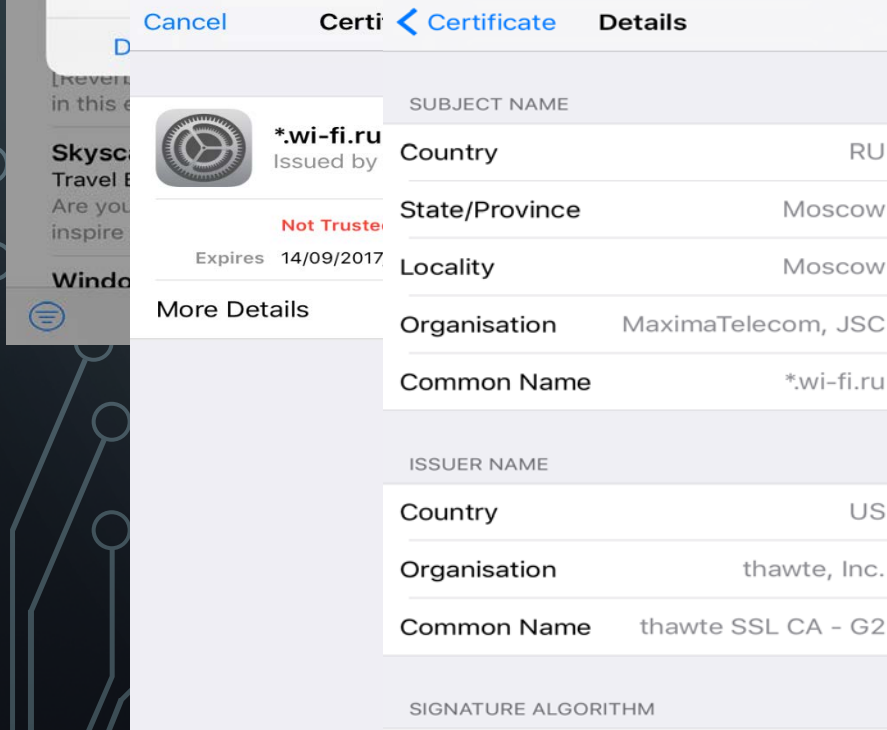 D
in this e
Skysc
Travel E
Are you
inspire
Windo
Cancel
Certi
*.wi-fi.ru
Issued by
Not Truste
Expires 14/09/2017
More Details
Certificate Details
SUBJECT NAME
Country RU
State/Province Moscow
Locality Moscow
Organisation MaximaTelecom, JSC
Common Name *.wi-fi.ru
ISSUER NAME
Country US
Organisation thawte, Inc.
Common Name thawte SSL CA - G2
SIGNATURE ALGORITHM